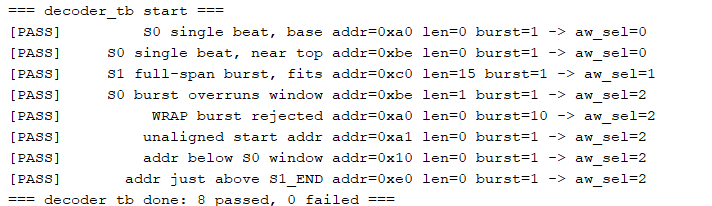 === decoder_tb start ===
[PASS] S0 single beat, base addr=0xa0 len=0 burst=1 -> aw_sel=0
[PASS] S0 single beat, near top addr=0xbe len=0 burst=1 -> aw_sel=0
[PASS] S1 full-span burst, fits addr=0xc0 len=15 burst=1 -> aw_sel=1
[PASS] S0 burst overruns window addr=0xbe len=1 burst=1 -> aw_sel=2
[PASS] WRAP burst rejected addr=0xa0 len=0 burst=10 -> aw_sel=2
[PASS] unaligned start addr addr=0xa1 len=0 burst=1 -> aw_sel=2
[PASS] addr below S0 window addr=0x10 len=0 burst=1 -> aw_sel=2
[PASS] addr just above S1_END addr=0xe0 len=0 burst=1 -> aw_sel=2
=== decoder_tb done: 8 passed, 0 failed ===